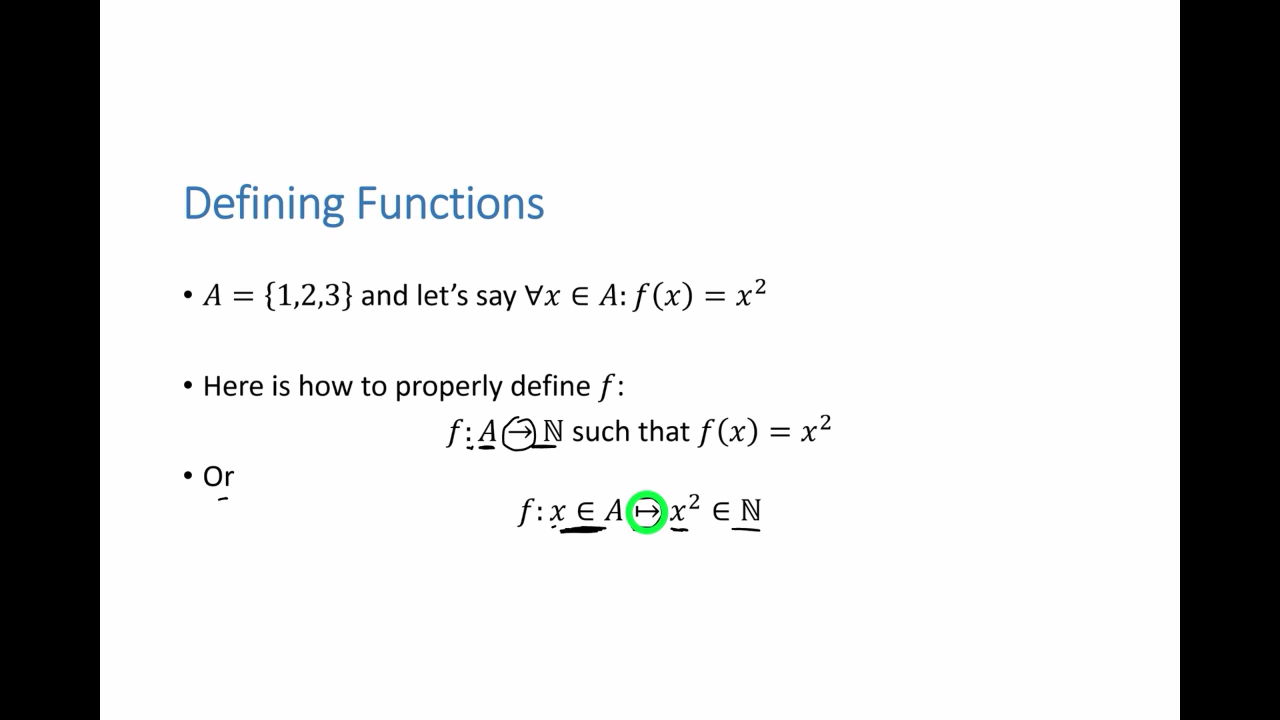 Defining Functions
• A = {1,2,3} and let's say ∀x ∈ A: f(x) = x²
• Here is how to properly define f:
f: A → ℕ such that f(x) = x²
• Or
f: x ∈ A ↦ x² ∈ ℕ